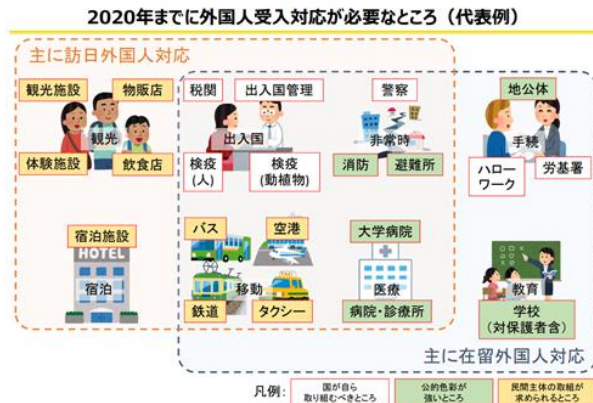 2020年までに外国人受入対応が必要なところ（代表例）
主に訪日外国人対応
観光施設
物販店
観光
体験施設
飲食店
税関
出入国管理
出入国
検疫
(人)
検疫
(動植物)
警察
非常時
消防
避難所
地公体
手続
ハロー
ワーク
労基署
宿泊施設
HOTEL
宿泊
バス
空港
移動
鉄道
タクシー
大学病院
医療
病院・診療所
教育
学校
(対保護者含)
主に在留外国人対応
凡例：
国が自ら
取り組むべきところ
公的色彩が
強いところ
民間主体の取組が
求められるところ